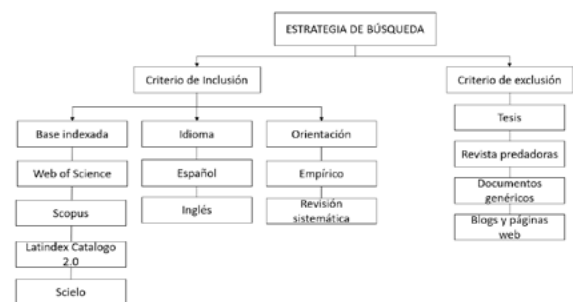 ESTRATEGIA DE BÚSQUEDA
Criterio de Inclusión
Criterio de exclusión
Base indexada
Idioma
Orientación
Web of Science
Español
Empírico
Scopus
Inglés
Revisión
sistemática
Latindex Catalogo
2.0
Scielo
Tesis
Revista predadoras
Documentos
genéricos
Blogs y páginas
web